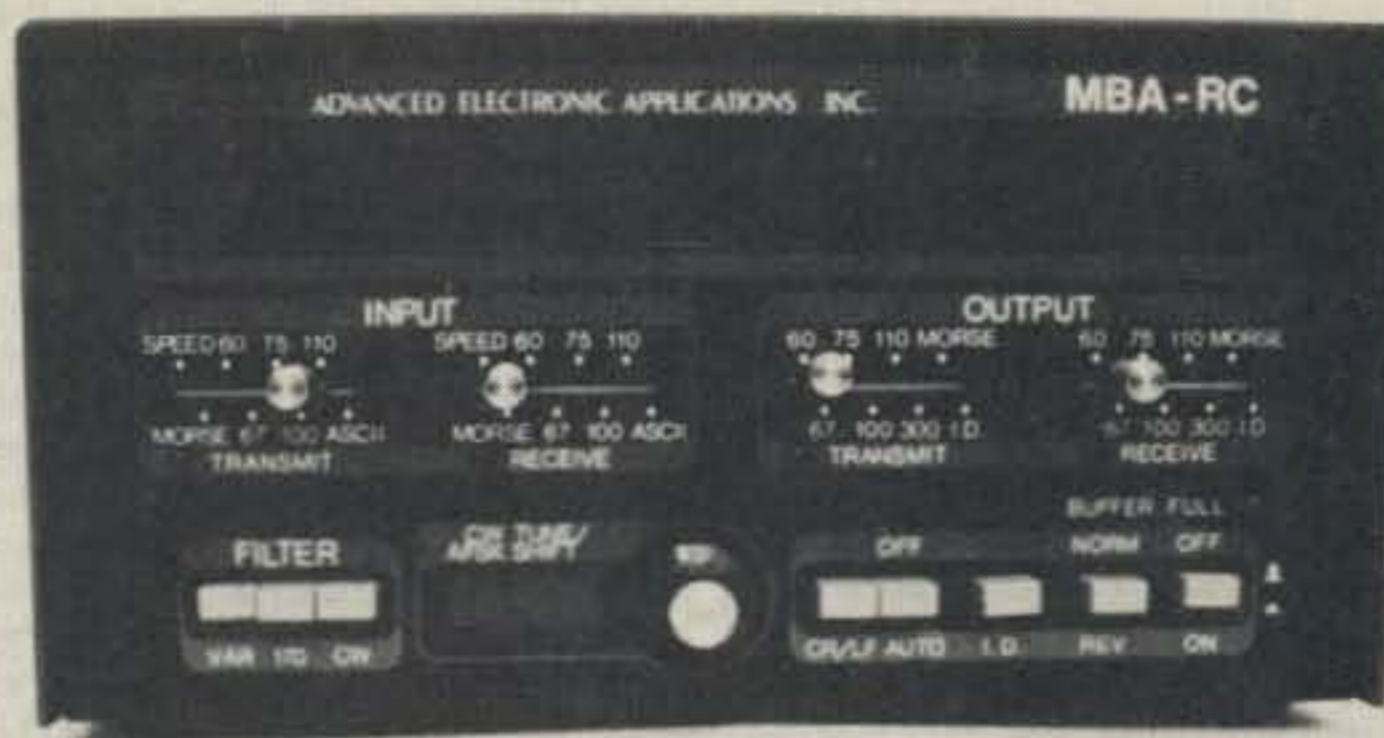 ADVANCED ELECTRONIC APPLICATIONS INC.
MBA-RC
INPUT
SPEED 60 75 110
MORSE 67 100 ASCII
TRANSMIT
SPEED 60 75 110
MORSE 67 100 ASCII
RECEIVE
OUTPUT
60 75 110 MORSE
67 100 300 I.D.
TRANSMIT
60 75 110 MORSE
67 100 300 I.D.
RECEIVE
FILTER
VAR 170 CW
CW TUNE/
ARSK SHIFT
BUFFER FULL
OFF
NORM OFF
CR/LF AUTO I.D. REV ON